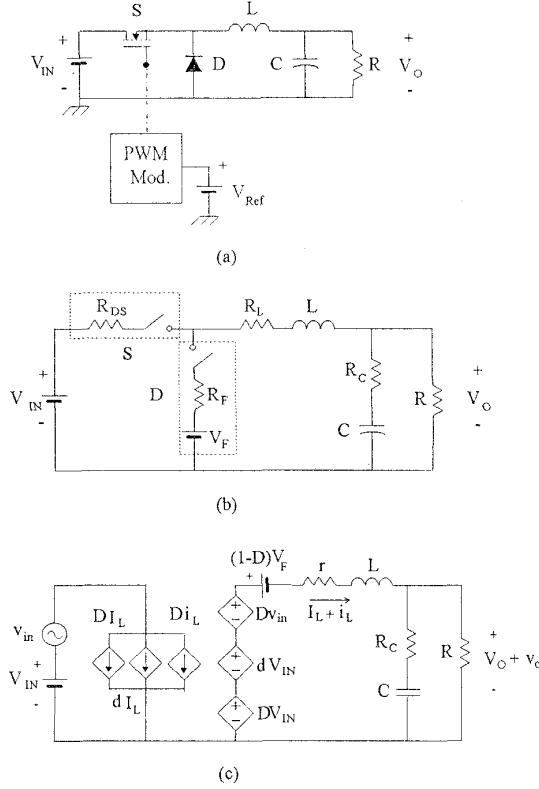 S
L
+
V_IN
-
D
C
R
+
V_O
-
PWM
Mod.
+
V_Ref
(a)
R_DS
S
R_L
L
+
V_IN
-
D
R_F
V_F
R_C
C
R
+
V_O
-
(b)
(1-D)V_F
+
r
L
I_L + i_L
v_in
+
V_IN
-
DI_L
Di_L
dI_L
+
-
Dv_in
+
-
dV_IN
+
-
DV_IN
R_C
C
R
+
V_O + v_o
-
(c)